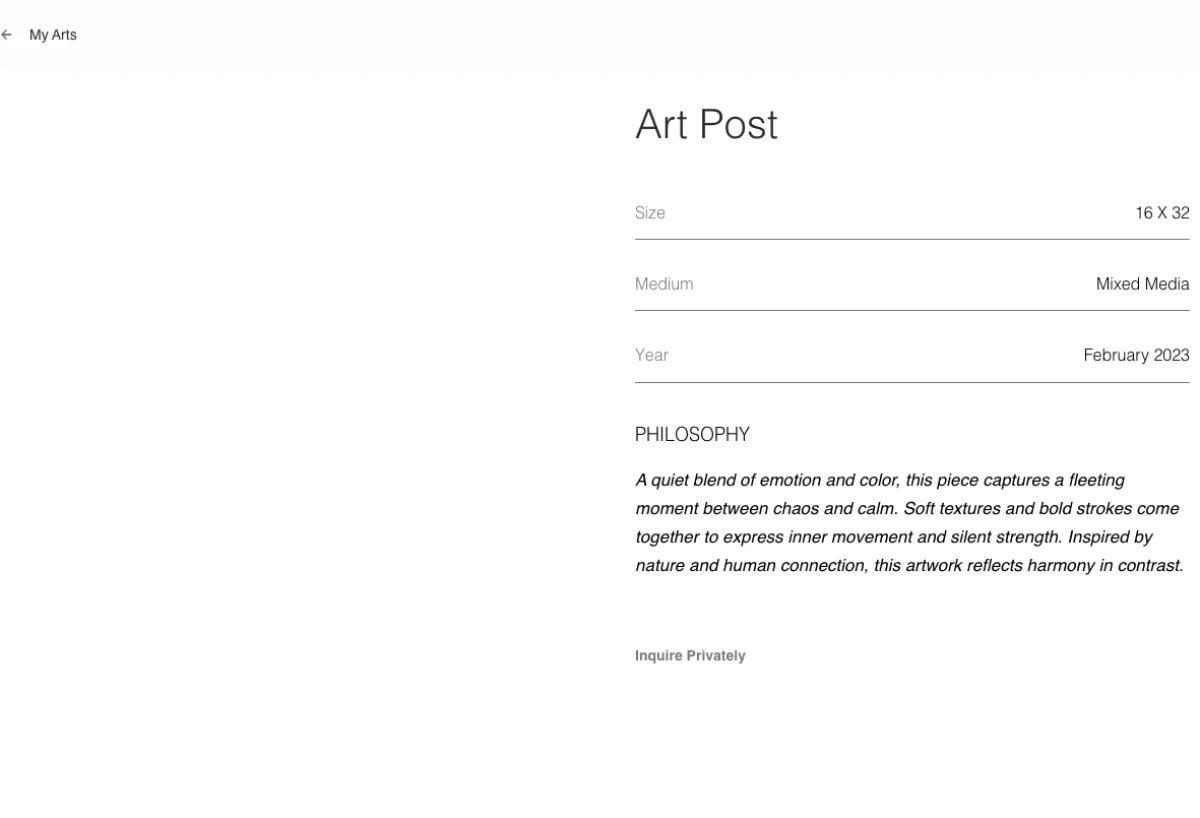 My Arts
Art Post
Size 16 X 32
Medium Mixed Media
Year February 2023
PHILOSOPHY
A quiet blend of emotion and color, this piece captures a fleeting
moment between chaos and calm. Soft textures and bold strokes come
together to express inner movement and silent strength. Inspired by
nature and human connection, this artwork reflects harmony in contrast.
Inquire Privately